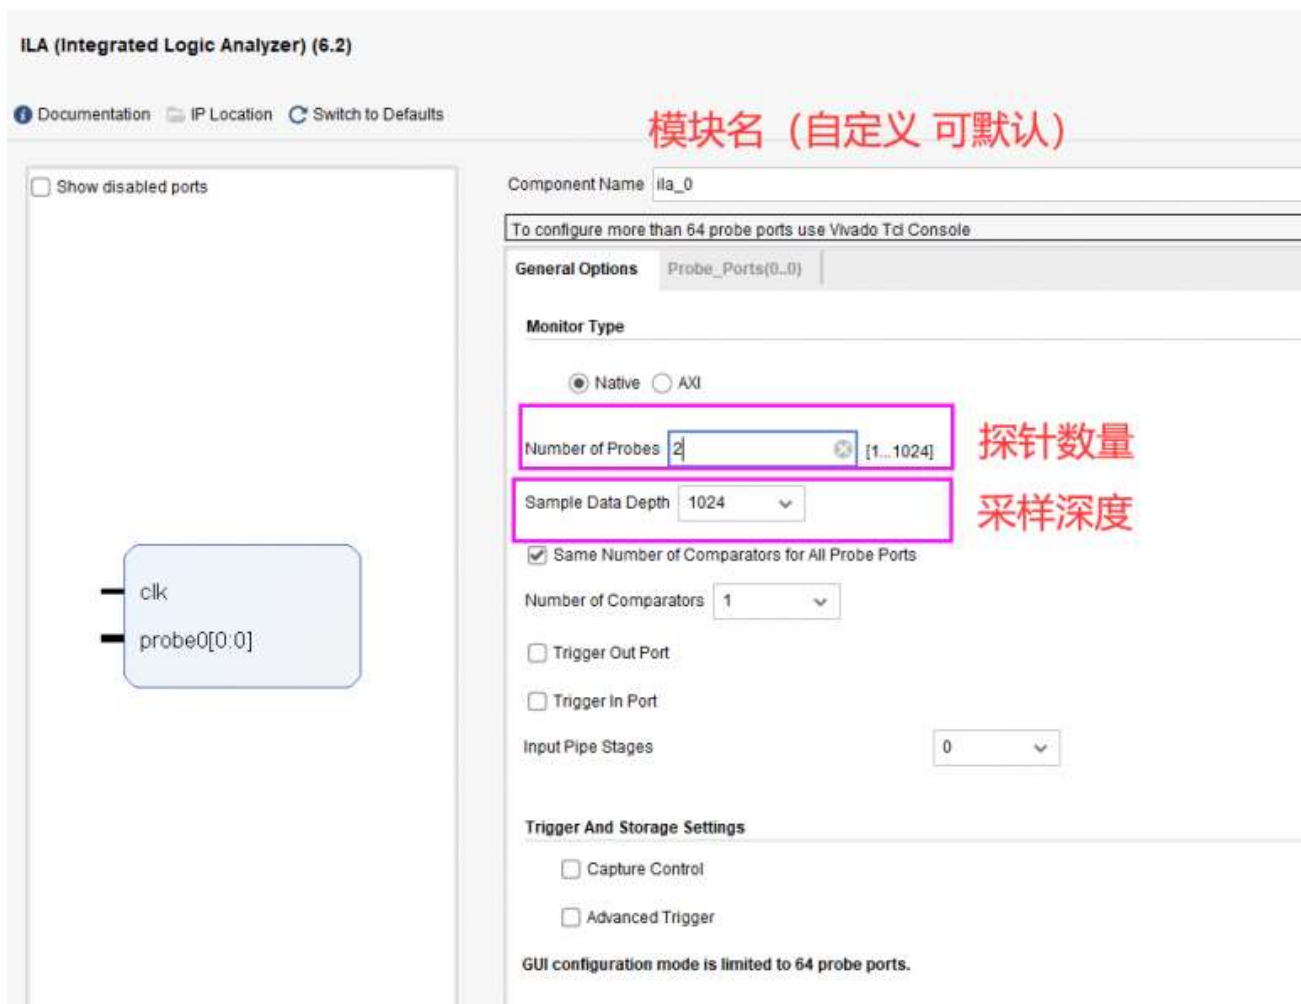 ILA (Integrated Logic Analyzer) (6.2)
Documentation IP Location Switch to Defaults
模块名（自定义 可默认）
Show disabled ports
Component Name ila_0
To configure more than 64 probe ports use Vivado Tcl Console
General Options Probe_Ports(0..0)
Monitor Type
Native AXI
Number of Probes 2 [1...1024] 探针数量
Sample Data Depth 1024 采样深度
Same Number of Comparators for All Probe Ports
clk
Number of Comparators 1
probe0[0:0]
Trigger Out Port
Trigger In Port
Input Pipe Stages 0
Trigger And Storage Settings
Capture Control
Advanced Trigger
GUI configuration mode is limited to 64 probe ports.